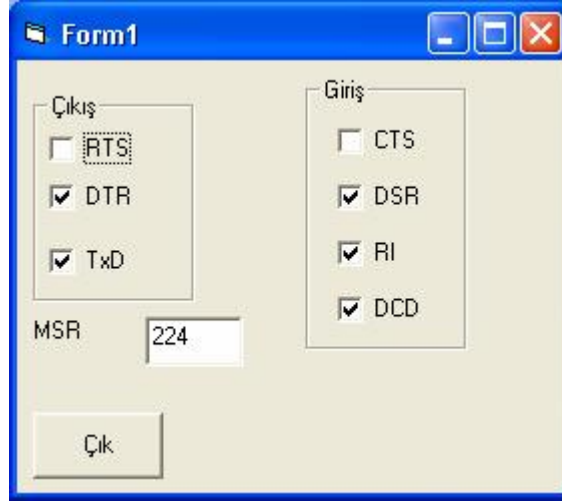 Form1
Çıkış
RTS
DTR
TxD
MSR
224
Çık
Giriş
CTS
DSR
RI
DCD